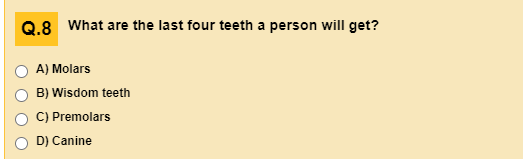 Q.8 What are the last four teeth a person will get?
A) Molars
B) Wisdom teeth
C) Premolars
D) Canine